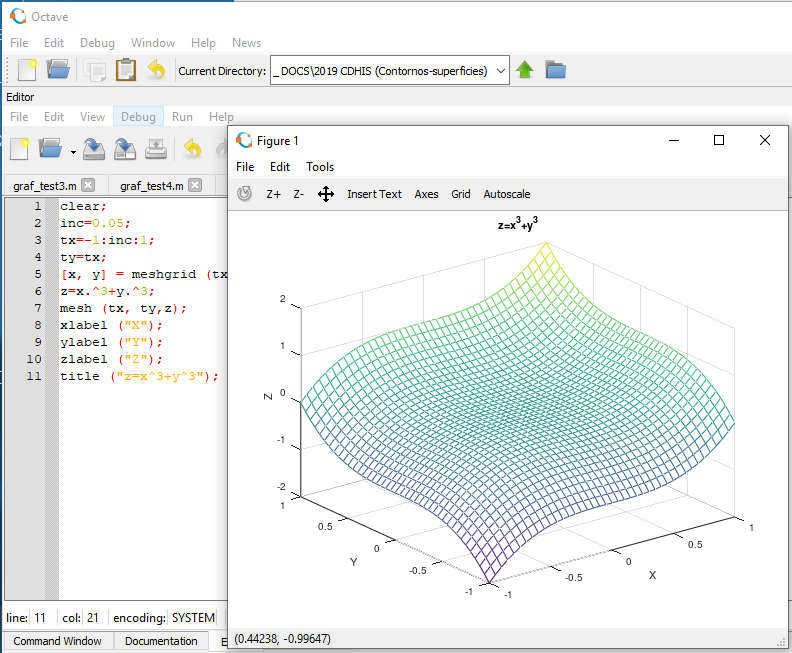 Octave
File Edit Debug Window Help News
Current Directory: _ DOCS\2019 CDHIS (Contornos-superficies)
Editor
File Edit View Debug Run Help
graf_test3.m graf_test4.m
1 clear;
2 inc=0.05;
3 tx=-1:inc:1;
4 ty=tx;
5 [x, y] = meshgrid (tx
6 z=x.^3+y.^3;
7 mesh (tx, ty,z);
8 xlabel ("X");
9 ylabel ("Y");
10 zlabel ("Z");
11 title ("z=x^3+y^3");
line: 11 col: 21 encoding: SYSTEM
Command Window Documentation E
Figure 1
File Edit Tools
Z+ Z- Insert Text Axes Grid Autoscale
z=x³+y³
2
1
0
-1
-2
Z
1
0.5
0
-0.5
-1
Y
-1
-0.5
0
0.5
1
X
(0.44238, -0.99647)